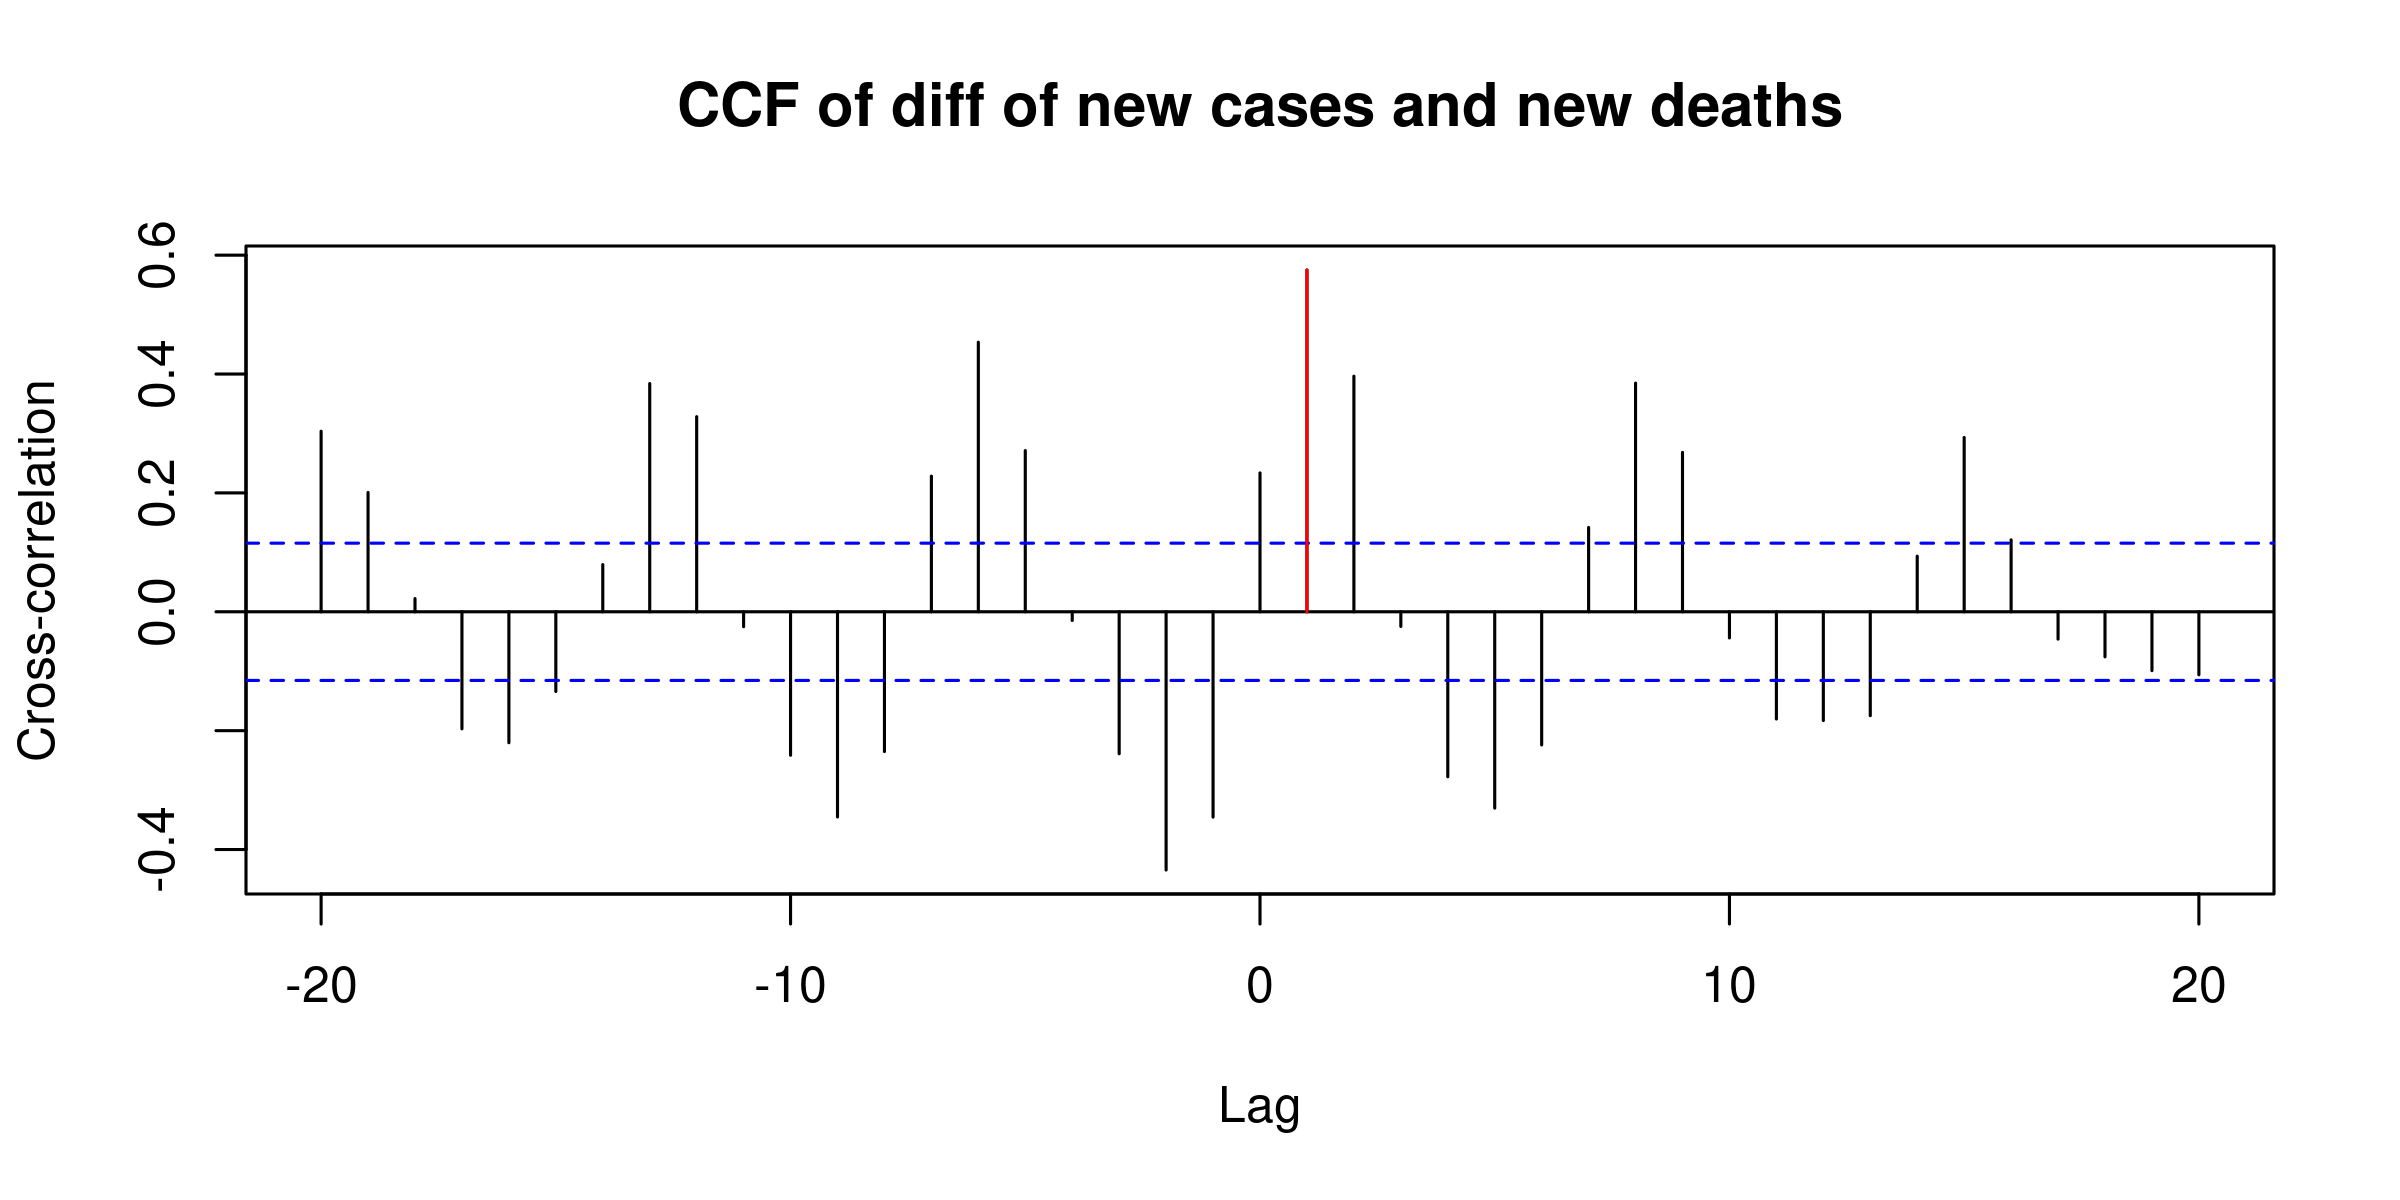 CCF of diff of new cases and new deaths
Cross-correlation
0.6
0.4
0.2
0.0
-0.4
-20 -10 0 10 20
Lag